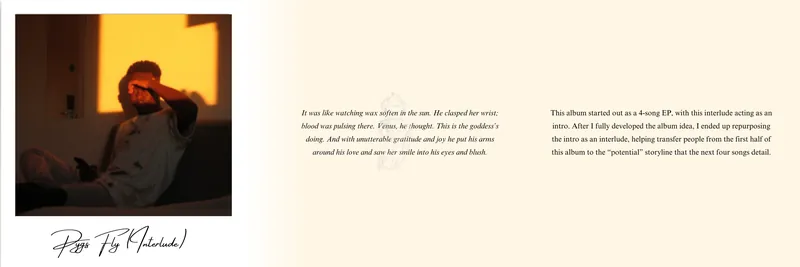 Pygs Fly (Interlude)
It was like watching wax soften in the sun. He clasped her wrist;
blood was pulsing there. Venus, he thought. This is the goddess's
doing. And with unutterable gratitude and joy he put his arms
around his love and saw her smile into his eyes and blush.
This album started out as a 4-song EP, with this interlude acting as an
intro. After I fully developed the album idea, I ended up repurposing
the intro as an interlude, helping transfer people from the first half of
this album to the “potential” storyline that the next four songs detail.